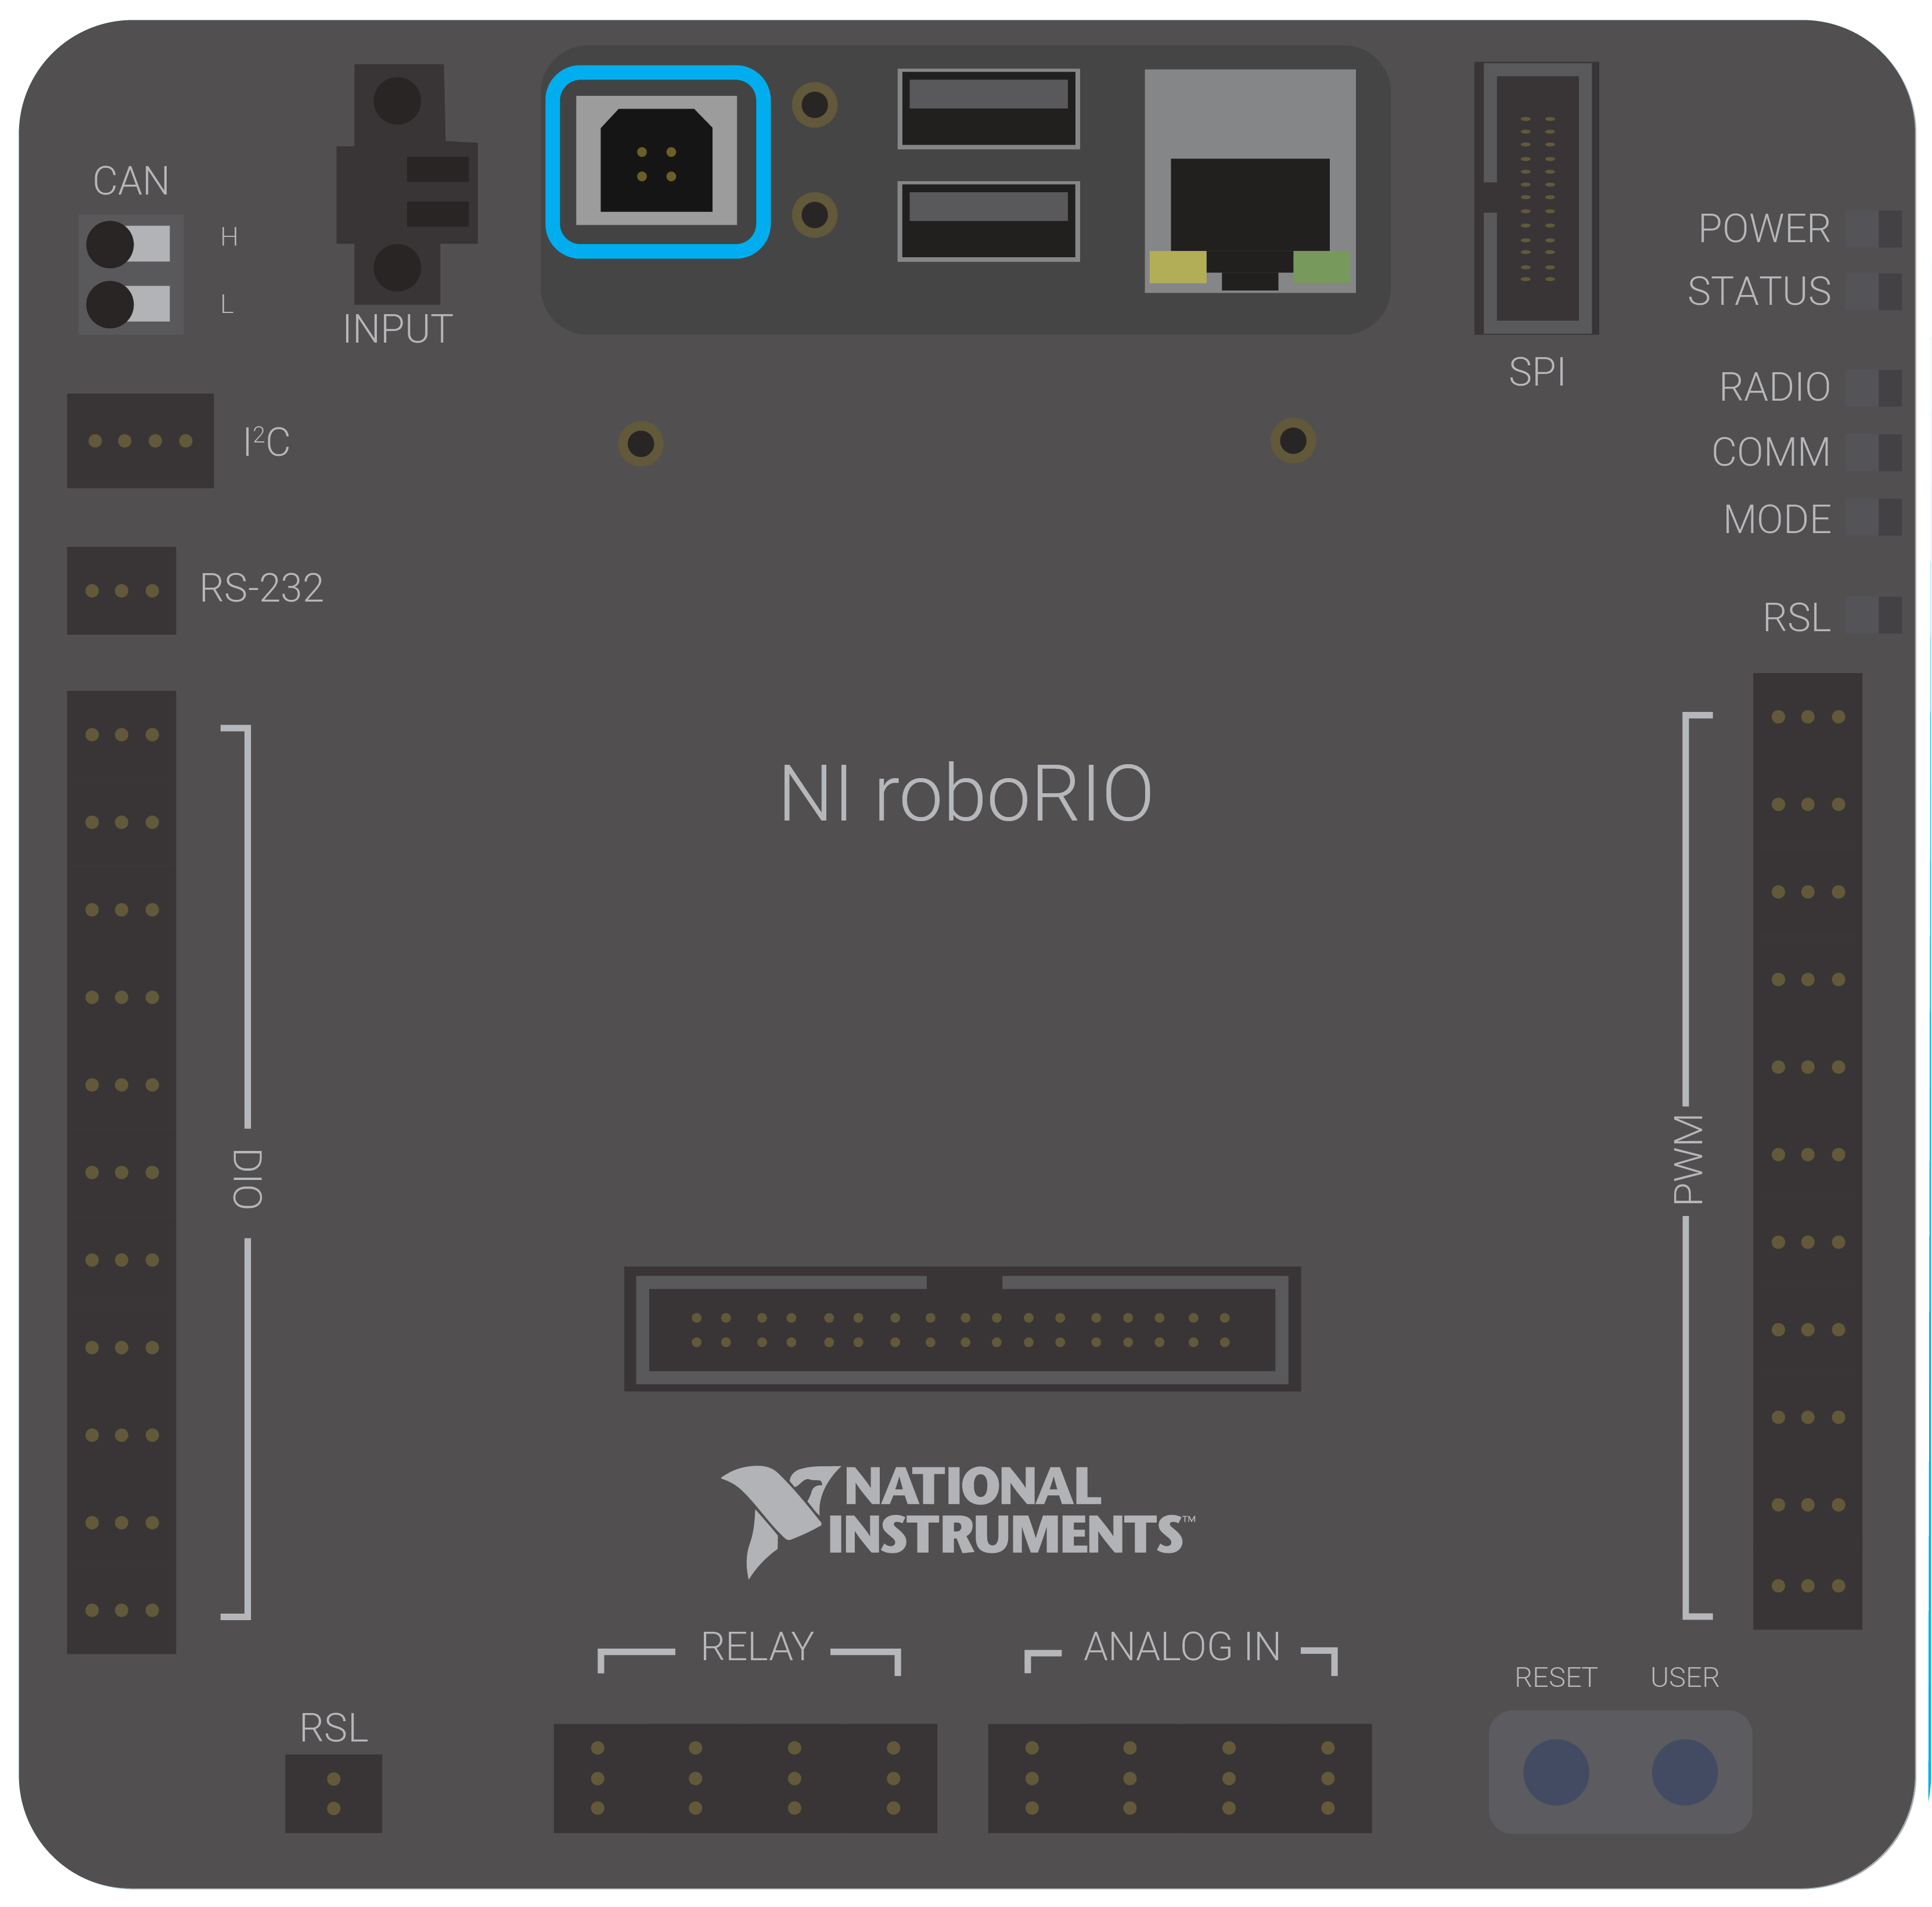 CAN
H
L
INPUT
SPI
POWER
STATUS
RADIO
COMM
MODE
RSL
I²C
RS-232
NI roboRIO
DIO
PWM
NATIONAL
INSTRUMENTS™
RELAY
ANALOG IN
RESET
USER
RSL